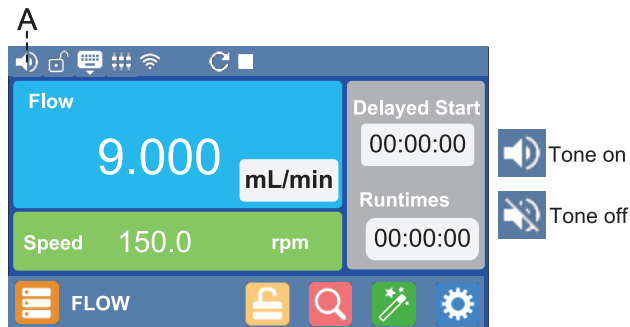 A
Flow
9.000
mL/min
Speed 150.0 rpm
Delayed Start
00:00:00
Runtimes
00:00:00
FLOW
Tone on
Tone off